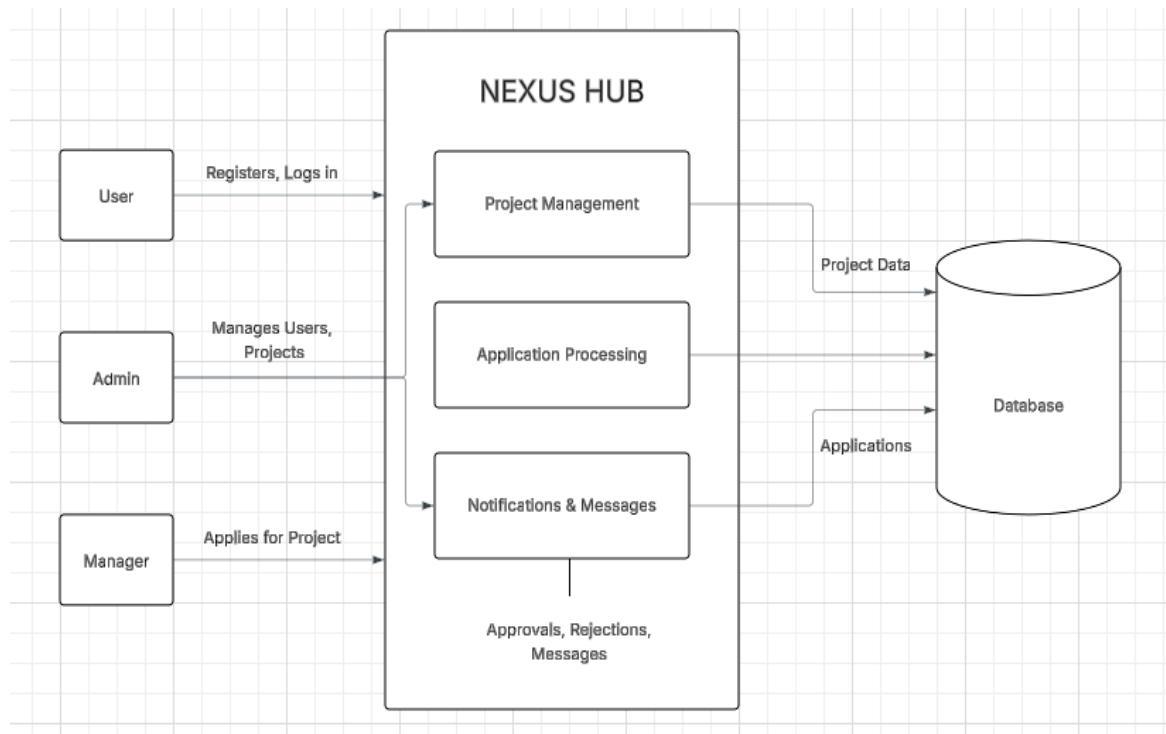 NEXUS HUB
User
Registers, Logs in
Project Management
Project Data
Admin
Manages Users,
Projects
Application Processing
Database
Applications
Manager
Applies for Project
Notifications & Messages
Approvals, Rejections,
Messages